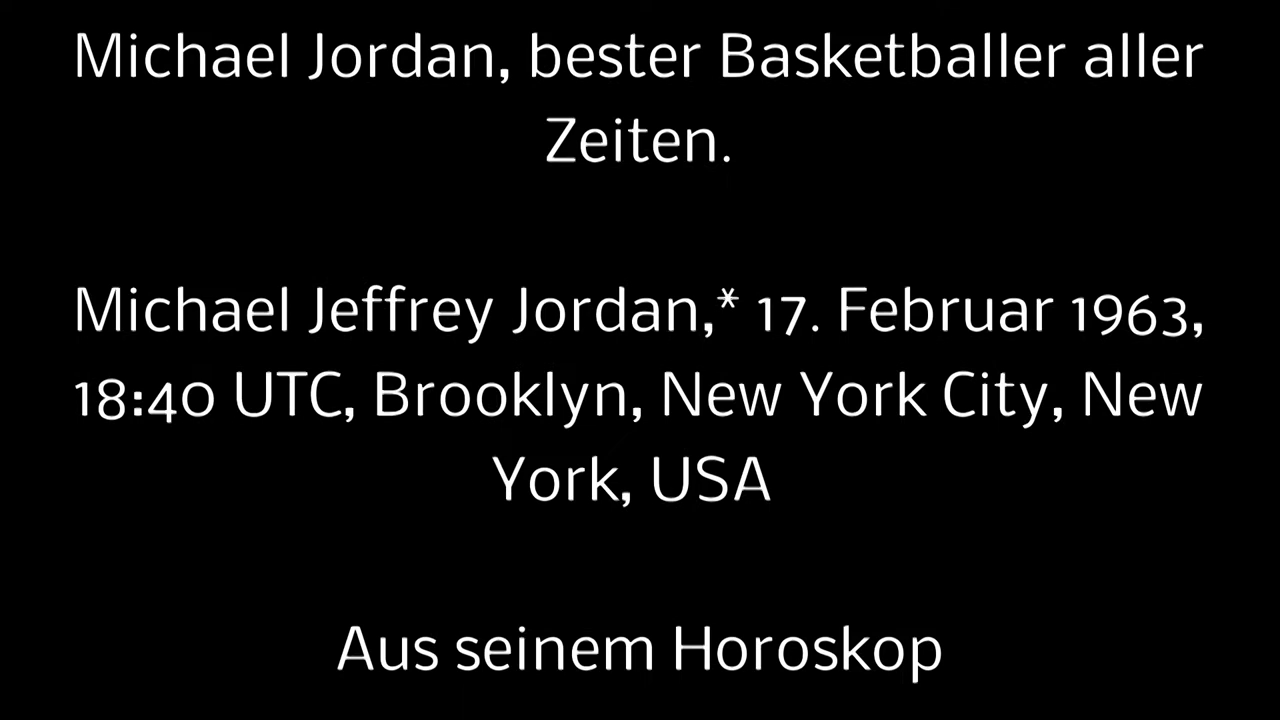 Michael Jordan, bester Basketballer aller
Zeiten.
Michael Jeffrey Jordan,* 17. Februar 1963,
18:40 UTC, Brooklyn, New York City, New
York, USA
Aus seinem Horoskop